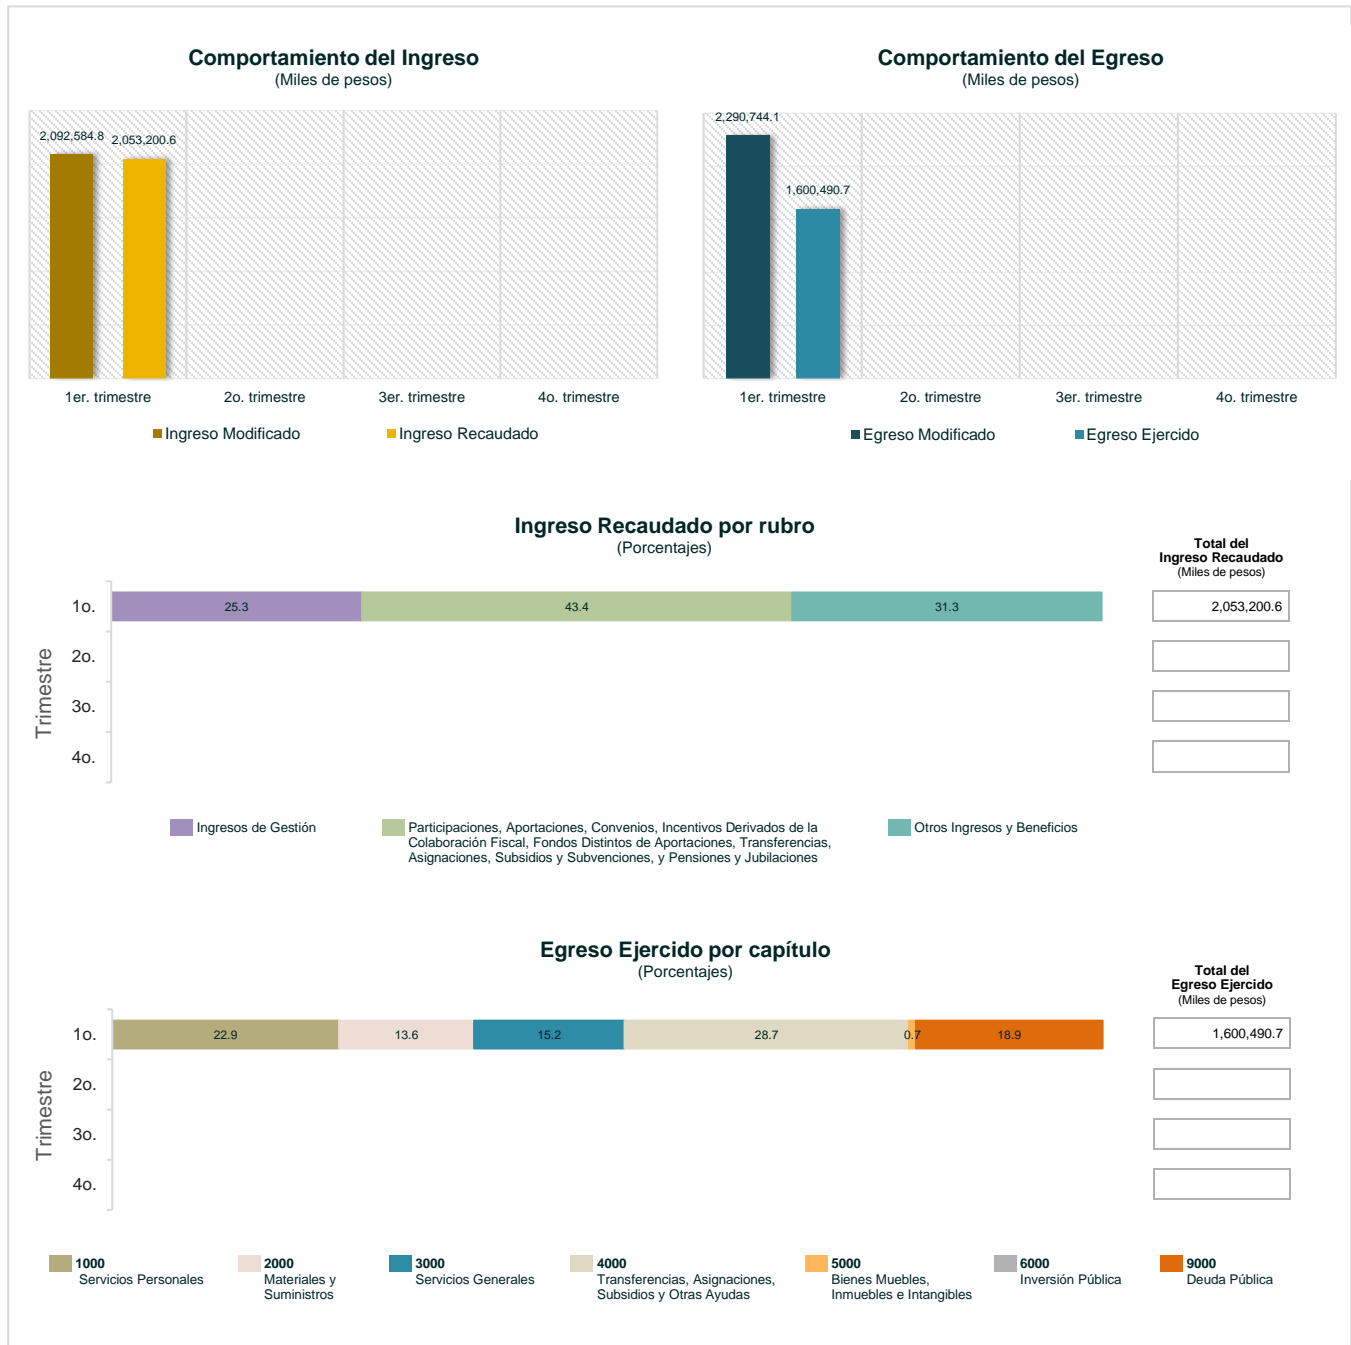 Comportamiento del Ingreso
(Miles de pesos)
2,092,584.8
2,053,200.6
1er. trimestre
2o. trimestre
3er. trimestre
4o. trimestre
Ingreso Modificado
Ingreso Recaudado
Comportamiento del Egreso
(Miles de pesos)
2,290,744.1
1,600,490.7
1er. trimestre
2o. trimestre
3er. trimestre
4o. trimestre
Egreso Modificado
Egreso Ejercido
Ingreso Recaudado por rubro
(Porcentajes)
Total del
Ingreso Recaudado
(Miles de pesos)
Trimestre
1o.
25.3
43.4
31.3
2,053,200.6
2o.
3o.
4o.
Ingresos de Gestión
Participaciones, Aportaciones, Convenios, Incentivos Derivados de la
Colaboración Fiscal, Fondos Distintos de Aportaciones, Transferencias,
Asignaciones, Subsidios y Subvenciones, y Pensiones y Jubilaciones
Otros Ingresos y Beneficios
Egreso Ejercido por capítulo
(Porcentajes)
Total del
Egreso Ejercido
(Miles de pesos)
Trimestre
1o.
22.9
13.6
15.2
28.7
0.7
18.9
1,600,490.7
2o.
3o.
4o.
1000
Servicios Personales
2000
Materiales y
Suministros
3000
Servicios Generales
4000
Transferencias, Asignaciones,
Subsidios y Otras Ayudas
5000
Bienes Muebles,
Inmuebles e Intangibles
6000
Inversión Pública
9000
Deuda Pública